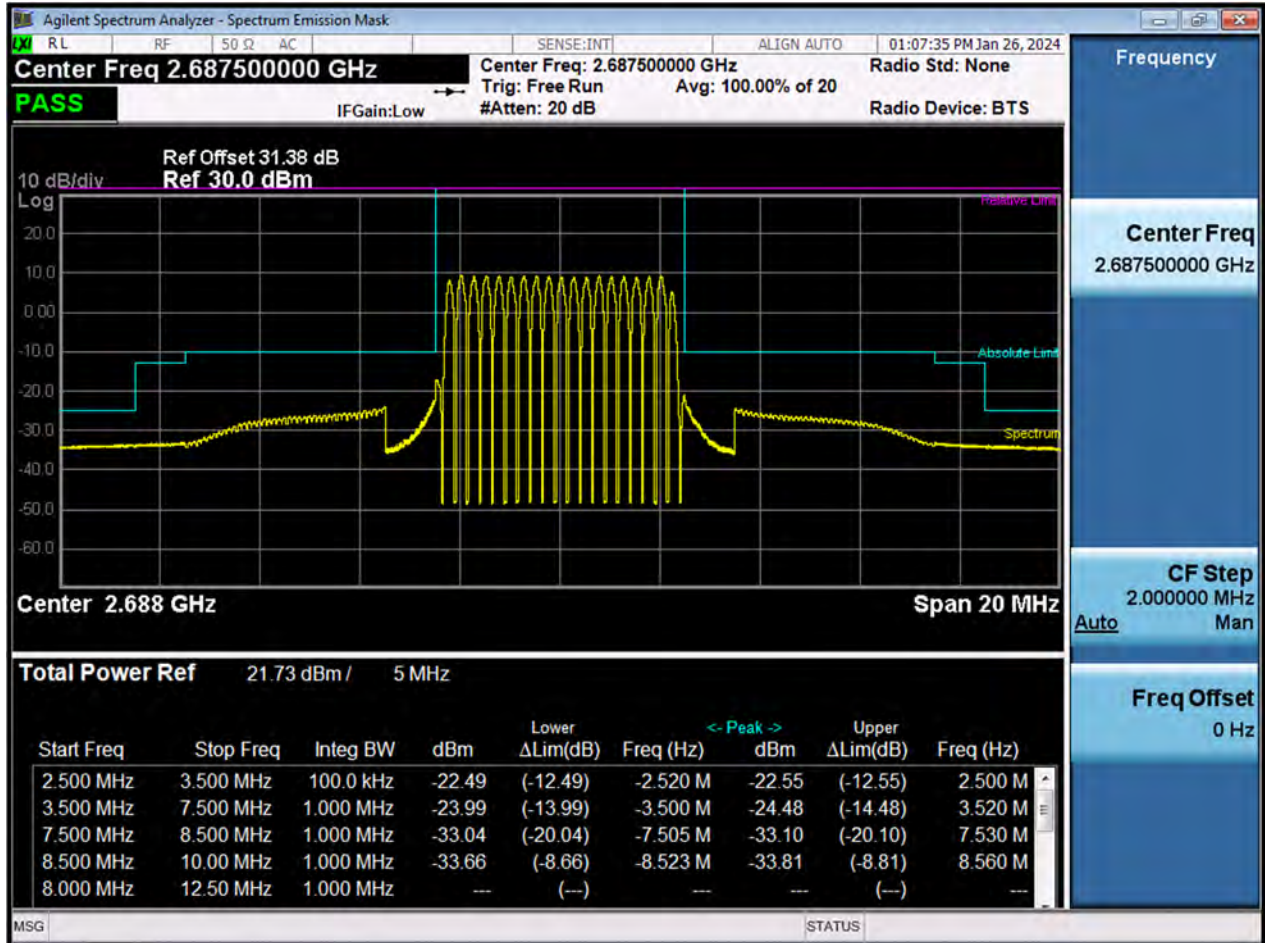 Agilent Spectrum Analyzer - Spectrum Emission Mask
LXI RL RF 50 Ω AC SENSE:INT ALIGN AUTO 01:07:35 PM Jan 26, 2024
Center Freq 2.687500000 GHz
Center Freq: 2.687500000 GHz
Radio Std: None
Trig: Free Run Avg: 100.00% of 20
PASS
IFGain:Low
#Atten: 20 dB
Radio Device: BTS
Ref Offset 31.38 dB
10 dB/div Ref 30.0 dBm
Log
Relative Limit
20.0
10.0
0.00
-10.0
Absolute Limit
-20.0
-30.0
Spectrum
-40.0
-50.0
-60.0
Center 2.688 GHz Span 20 MHz
Total Power Ref 21.73 dBm / 5 MHz
Lower <- Peak -> Upper
Start Freq Stop Freq Integ BW dBm ΔLim(dB) Freq (Hz) dBm ΔLim(dB) Freq (Hz)
2.500 MHz 3.500 MHz 100.0 kHz -22.49 (-12.49) -2.520 M -22.55 (-12.55) 2.500 M
3.500 MHz 7.500 MHz 1.000 MHz -23.99 (-13.99) -3.500 M -24.48 (-14.48) 3.520 M
7.500 MHz 8.500 MHz 1.000 MHz -33.04 (-20.04) -7.505 M -33.10 (-20.10) 7.530 M
8.500 MHz 10.00 MHz 1.000 MHz -33.66 (-8.66) -8.523 M -33.81 (-8.81) 8.560 M
8.000 MHz 12.50 MHz 1.000 MHz --- (---) --- --- (---) ---
MSG STATUS
Frequency
Center Freq
2.687500000 GHz
CF Step
2.000000 MHz
Auto Man
Freq Offset
0 Hz